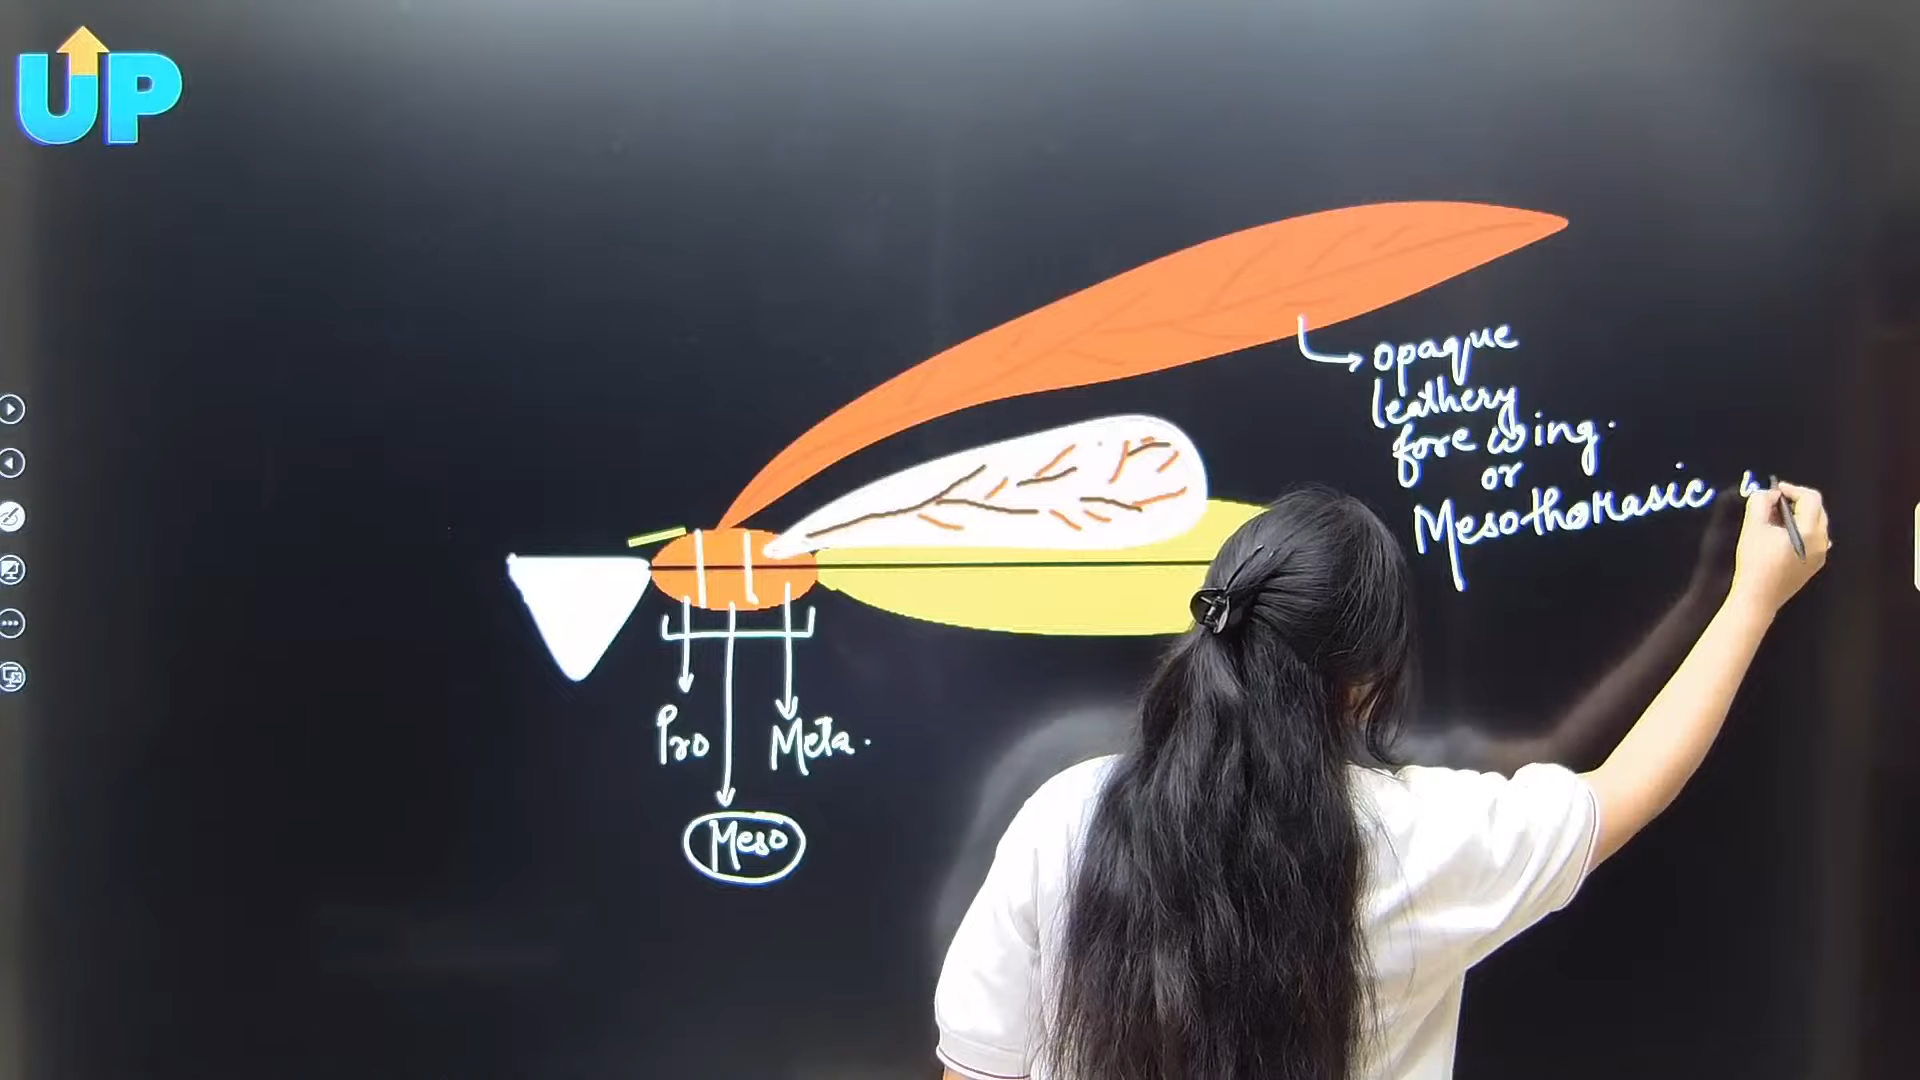 UP
opaque
leathery
fore wing.
or
Mesothorasic w
Pro
Meta.
Meso